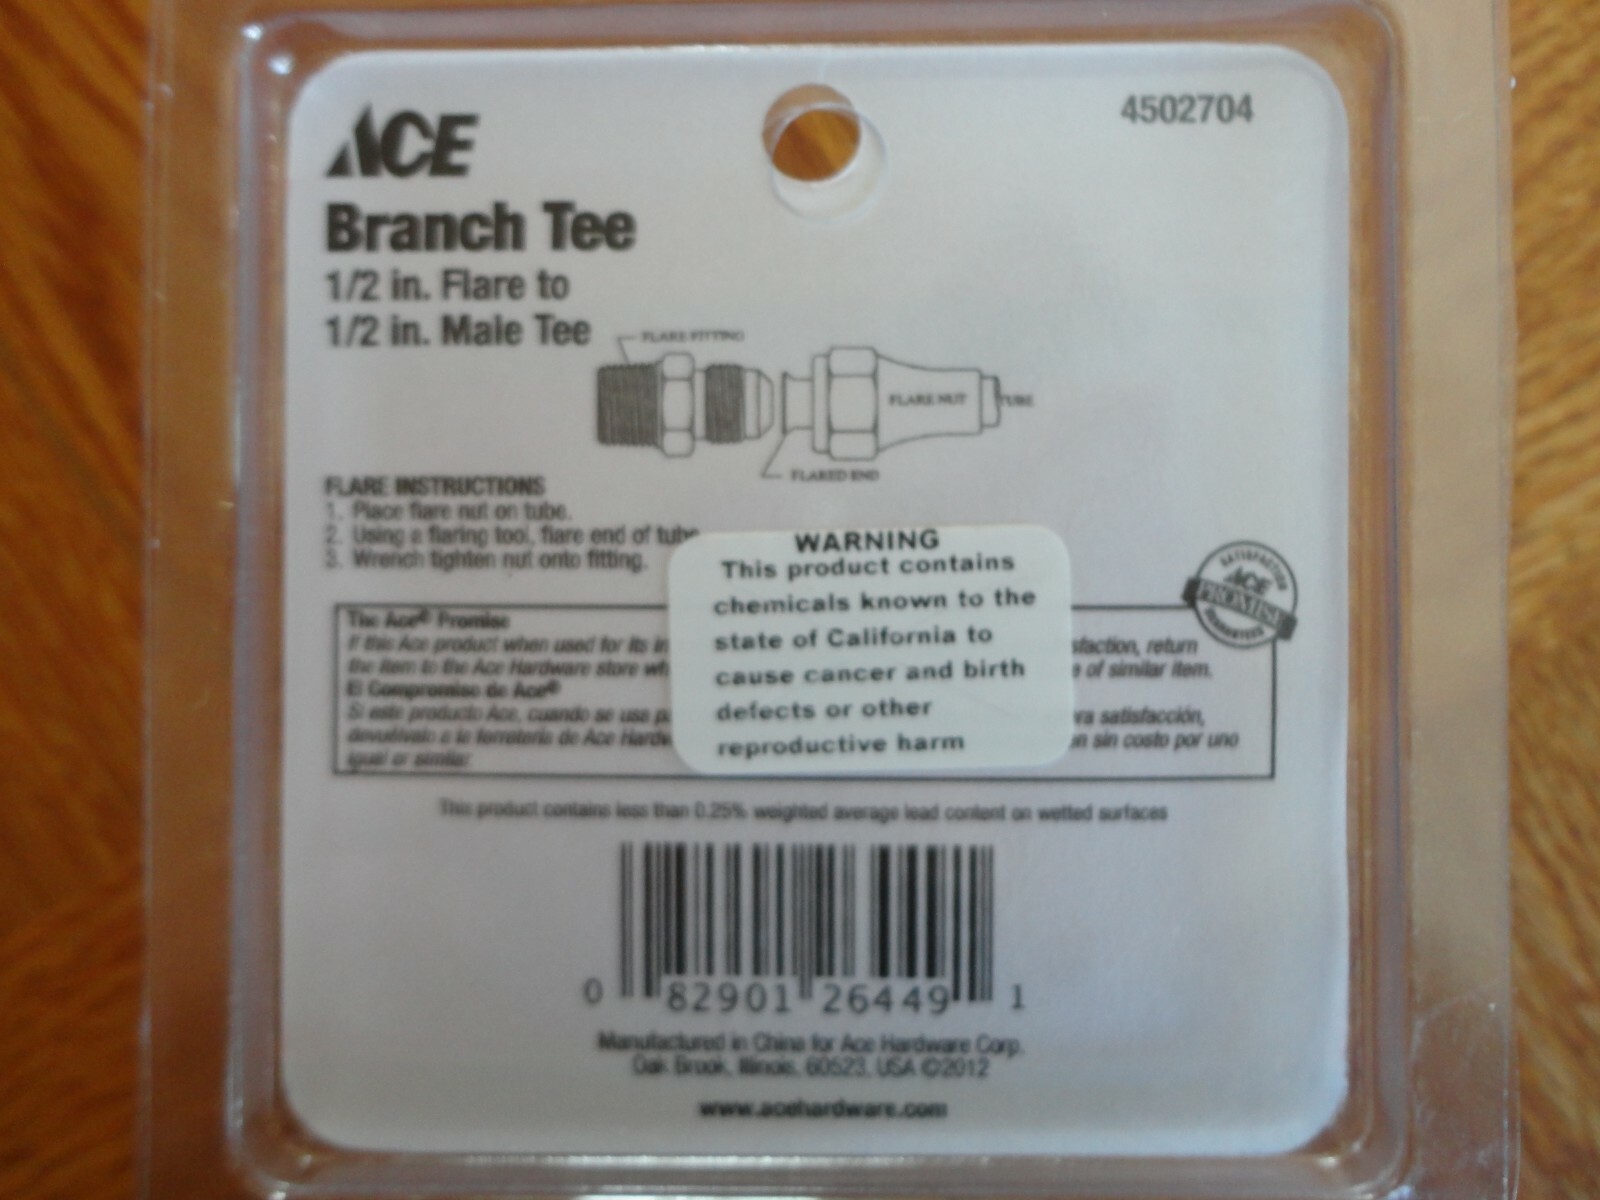 ACE
4502704
Branch Tee
1/2 in. Flare to
1/2 in. Male Tee
FLARE FITTING
FLARE NUT
TUBE
FLARED END
FLARE INSTRUCTIONS
1. Place flare nut on tube.
2. Using a flaring tool, flare end of tube
3. Wrench tighten nut onto fitting.
WARNING
This product contains
chemicals known to the
state of California to
cause cancer and birth
defects or other
reproductive harm
SATISFACTION
ACE
PROMISE
GUARANTEED
The Ace® Promise
If this Ace product when used for its in sfaction, return
the item to the Ace Hardware store wh e of similar item.
El Compromiso de Ace®
Si este producto Ace, cuando se usa pa ra satisfacción,
devuélvalo a la ferretería de Ace Hardw n sin costo por uno
igual or similar
This product contains less than 0.25% weighted average lead content on wetted surfaces
0 82901 26449 1
Manufactured in China for Ace Hardware Corp.
Oak Brook, Illinois, 60523, USA ©2012
www.acehardware.com